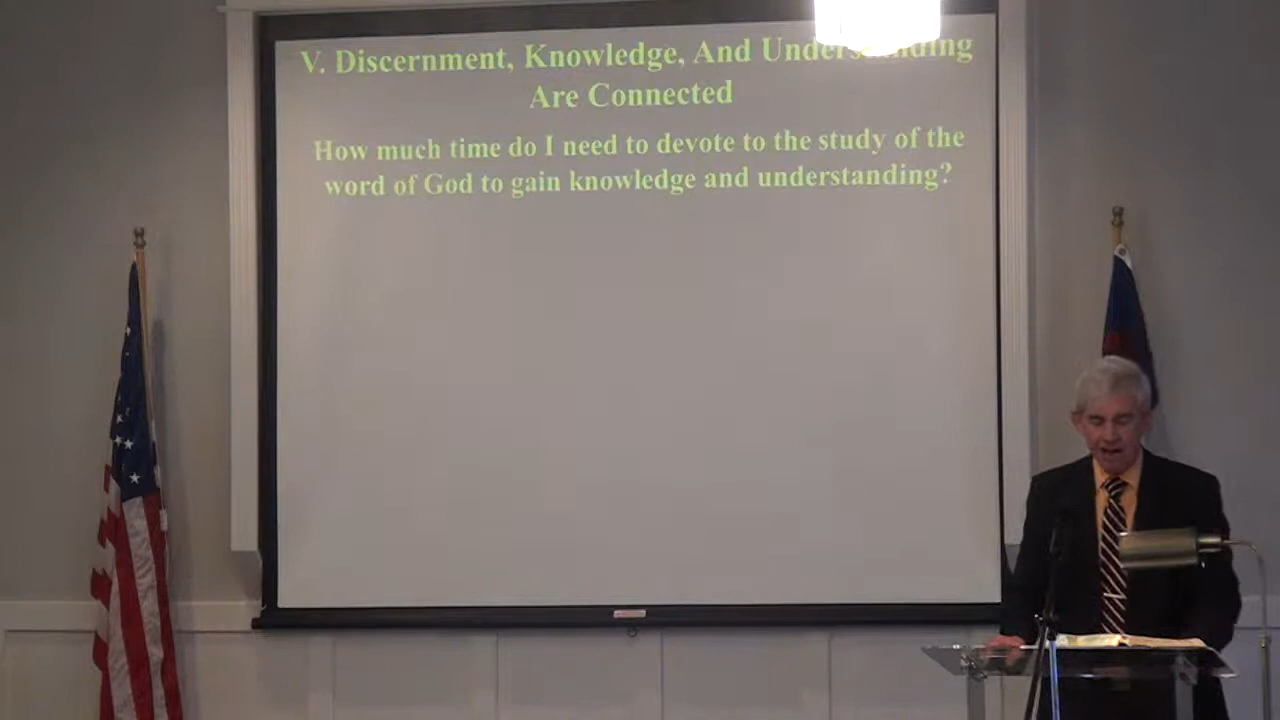 V. Discernment, Knowledge, And Understanding
Are Connected
How much time do I need to devote to the study of the
word of God to gain knowledge and understanding?